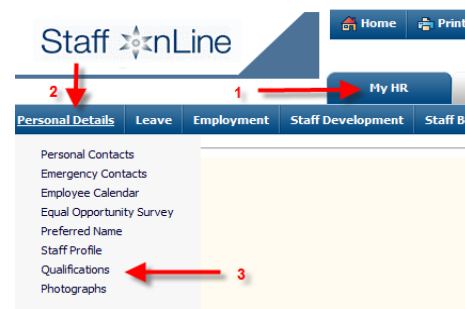 Home Print
Staff nLine
2 1 My HR
Personal Details Leave Employment Staff Development Staff B
Personal Contacts
Emergency Contacts
Employee Calendar
Equal Opportunity Survey
Preferred Name
Staff Profile
Qualifications 3
Photographs